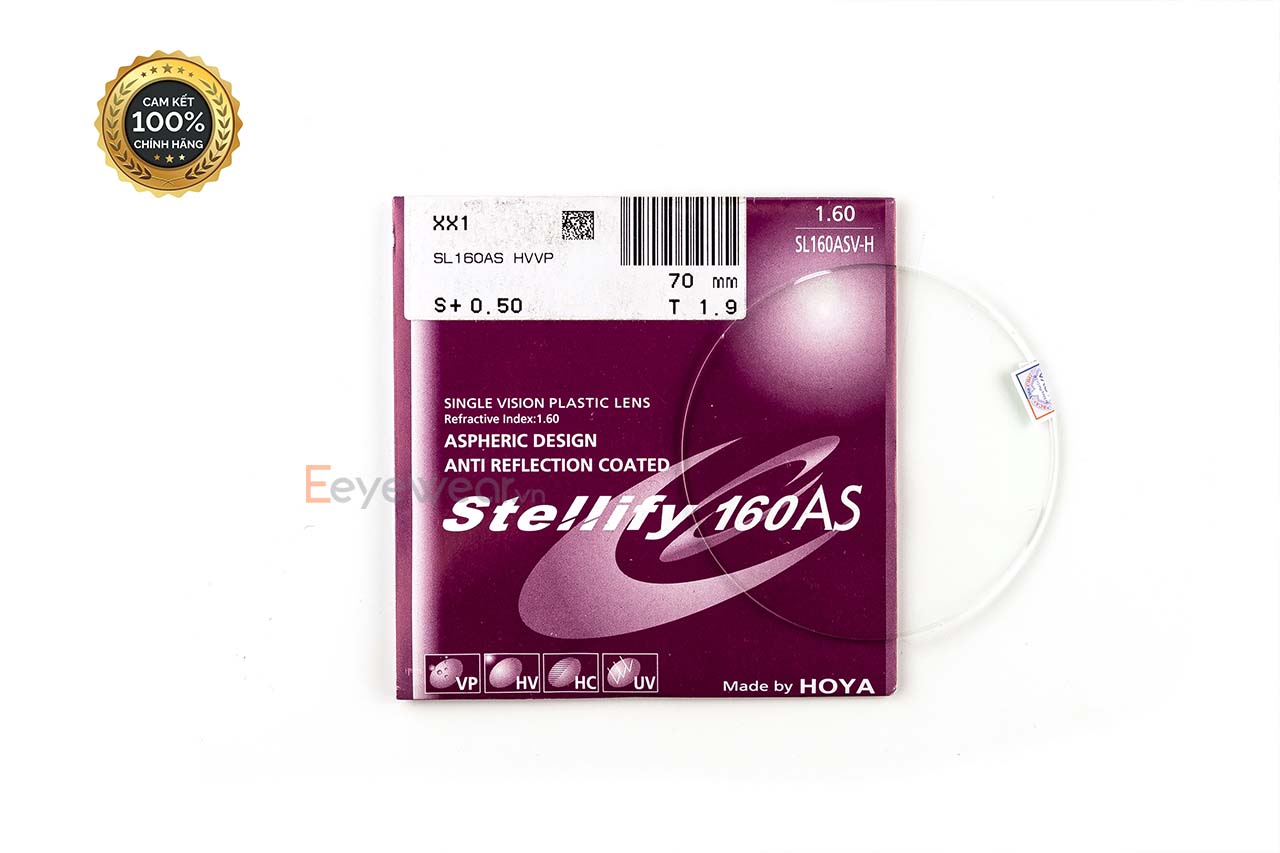 CAM KẾT
100%
CHÍNH HÃNG
XX1
SL160AS HVVP
70 mm
S+ 0.50
T 1.9
1.60
SL160ASV-H
SINGLE VISION PLASTIC LENS
Refractive Index:1.60
ASPHERIC DESIGN
ANTI REFLECTION COATED
Eeyewear.vn
Stellify 160AS
VP
HV
HC
UV
Made by HOYA